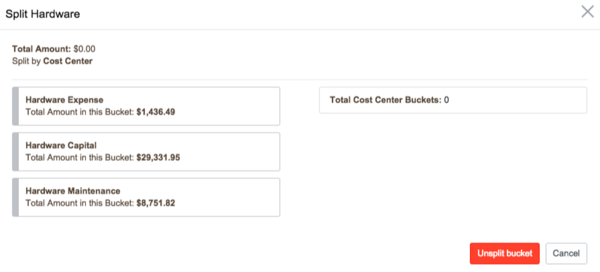 Split Hardware
Total Amount: $0.00
Split by Cost Center
Hardware Expense
Total Amount in this Bucket: $1,436.49
Hardware Capital
Total Amount in this Bucket: $29,331.95
Hardware Maintenance
Total Amount in this Bucket: $8,751.82
Total Cost Center Buckets: 0
Unsplit bucket
Cancel